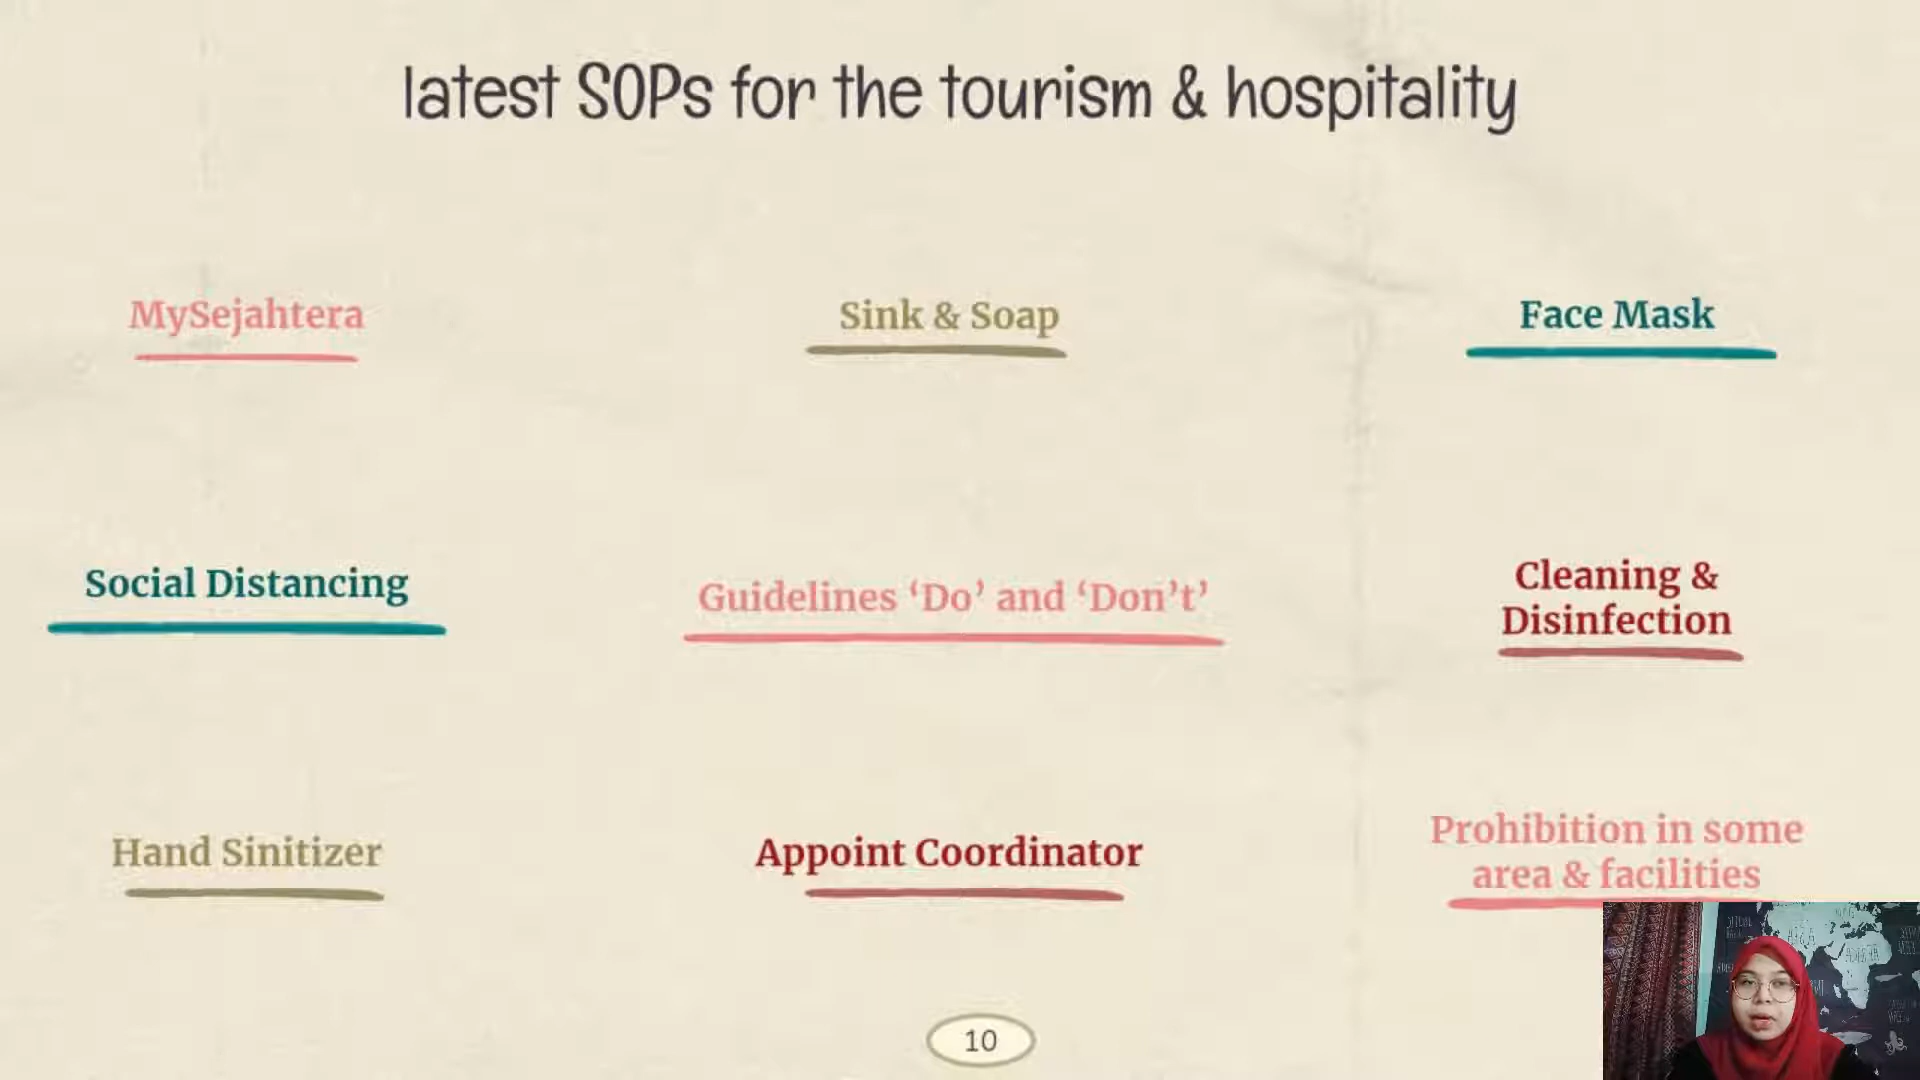 latest SOPs for the tourism & hospitality
MySejahtera
Sink & Soap
Face Mask
Social Distancing
Guidelines ‘Do’ and ‘Don’t’
Cleaning &
Disinfection
Hand Sinitizer
Appoint Coordinator
Prohibition in some
area & facilities
10